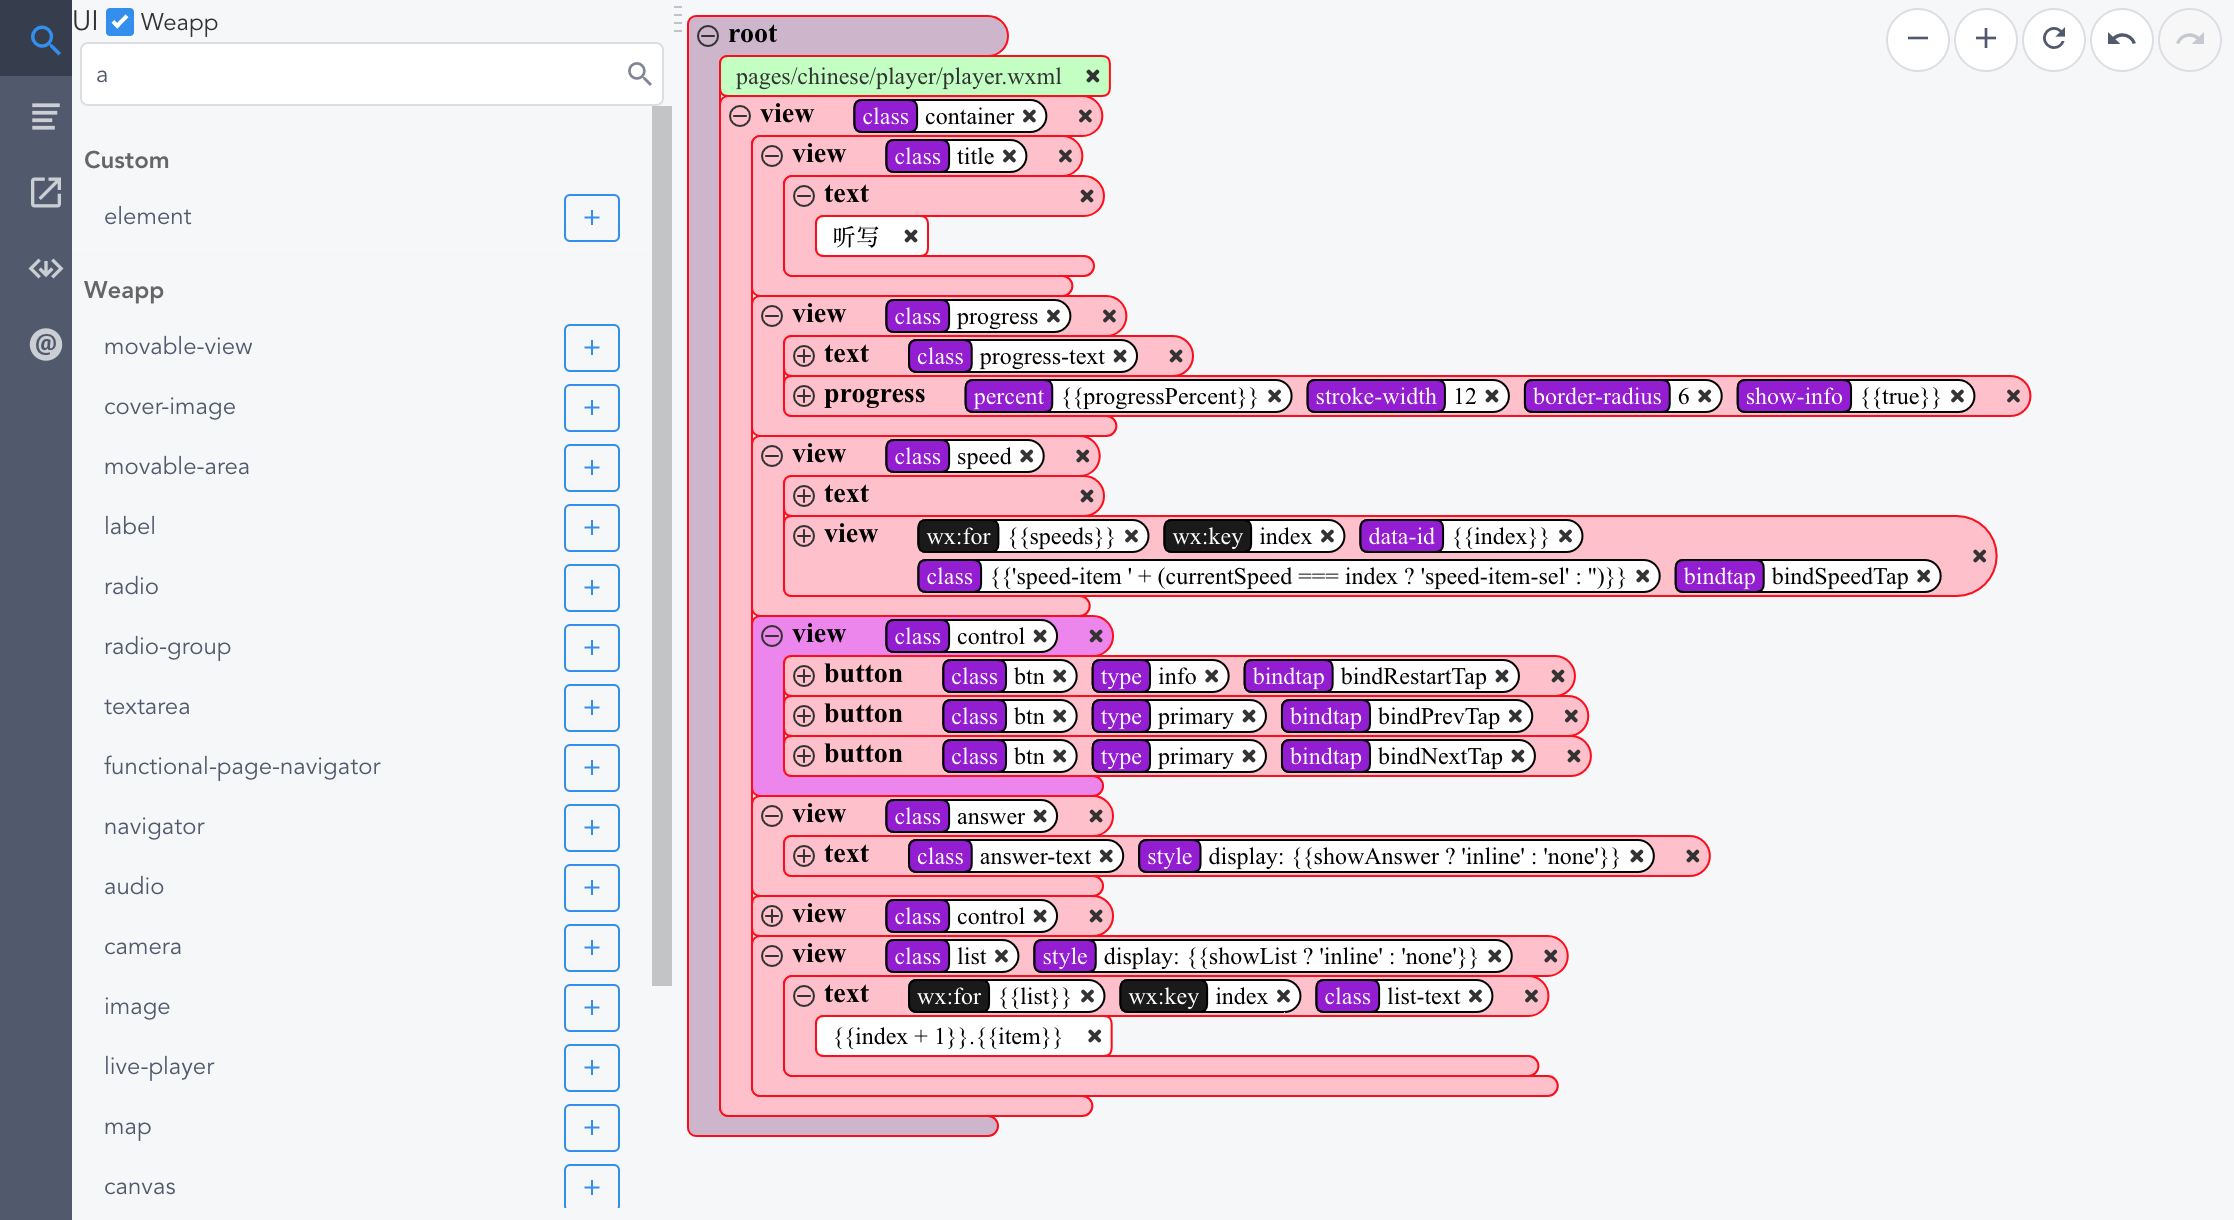 UI Weapp
a
Custom
element
Weapp
movable-view
cover-image
movable-area
label
radio
radio-group
textarea
functional-page-navigator
navigator
audio
camera
image
live-player
map
canvas
root
pages/chinese/player/player.wxml
view class container
view class title
text
听写
view class progress
text class progress-text
progress percent {{progressPercent}} stroke-width 12 border-radius 6 show-info {{true}}
view class speed
text
view wx:for {{speeds}} wx:key index data-id {{index}}
class {{'speed-item ' + (currentSpeed === index ? 'speed-item-sel' : '')}} bindtap bindSpeedTap
view class control
button class btn type info bindtap bindRestartTap
button class btn type primary bindtap bindPrevTap
button class btn type primary bindtap bindNextTap
view class answer
text class answer-text style display: {{showAnswer ? 'inline' : 'none'}}
view class control
view class list style display: {{showList ? 'inline' : 'none'}}
text wx:for {{list}} wx:key index class list-text
{{index + 1}}.{{item}}